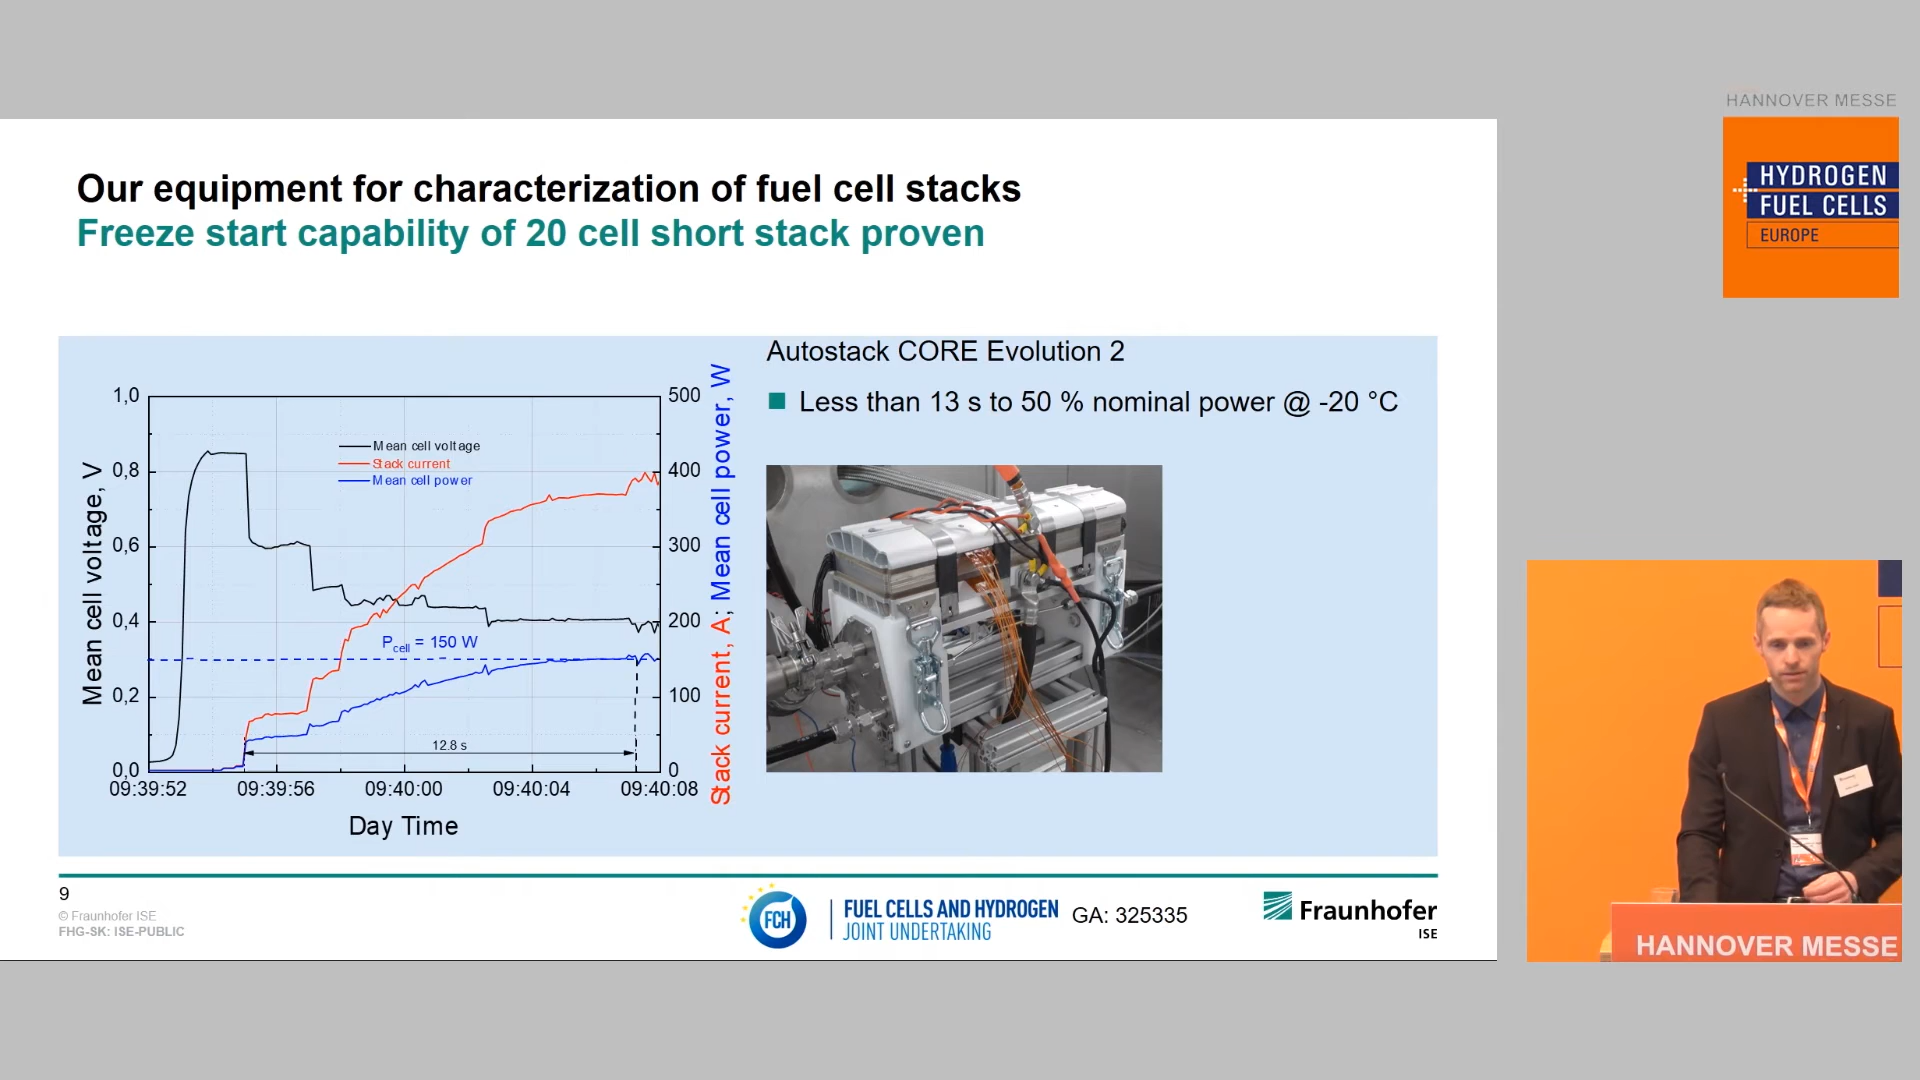 HANNOVER MESSE
HYDROGEN
FUEL CELLS
EUROPE
Our equipment for characterization of fuel cell stacks
Freeze start capability of 20 cell short stack proven
Autostack CORE Evolution 2
Less than 13 s to 50 % nominal power @ -20 °C
Mean cell voltage, V
1,0
0,8
0,6
0,4
0,2
0,0
Mean cell voltage
Stack current
Mean cell power
Pcell = 150 W
12.8 s
500
400
300
200
100
0
Stack current, A; Mean cell power, W
09:39:52 09:39:56 09:40:00 09:40:04 09:40:08
Day Time
9
© Fraunhofer ISE
FHG-SK: ISE-PUBLIC
FCH
FUEL CELLS AND HYDROGEN
JOINT UNDERTAKING
GA: 325335
Fraunhofer
ISE
HANNOVER MESSE